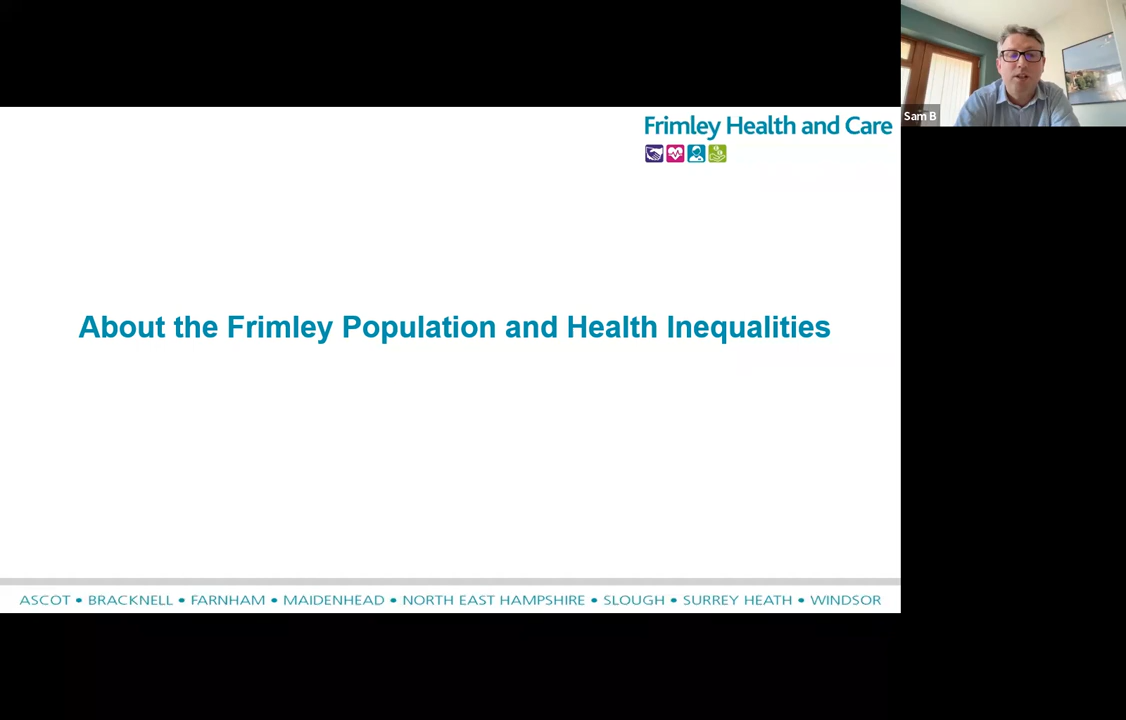 Sam B
Frimley Health and Care
About the Frimley Population and Health Inequalities
ASCOT • BRACKNELL • FARNHAM • MAIDENHEAD • NORTH EAST HAMPSHIRE • SLOUGH • SURREY HEATH • WINDSOR